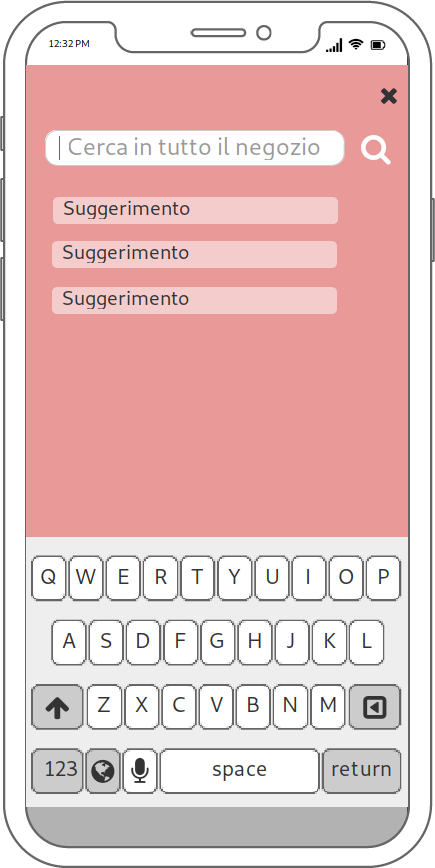 12:32 PM
Cerca in tutto il negozio
Suggerimento
Suggerimento
Suggerimento
Q W E R T Y U I O P
A S D F G H J K L
Z X C V B N M
123 space return